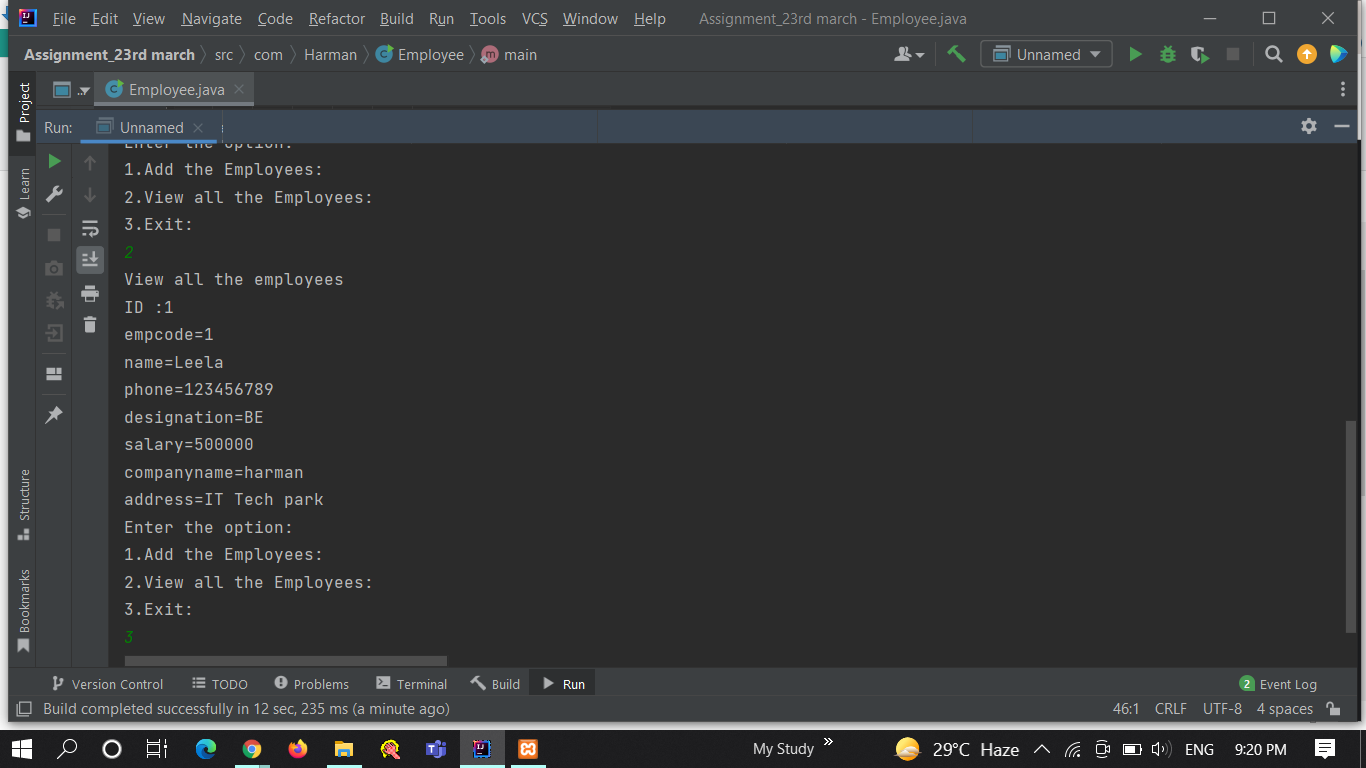 File Edit View Navigate Code Refactor Build Run Tools VCS Window Help Assignment_23rd march - Employee.java
Assignment_23rd march src com Harman Employee main Unnamed
Project
Employee.java
Run: Unnamed
Enter the option:
1.Add the Employees:
Learn
2.View all the Employees:
3.Exit:
2
View all the employees
ID :1
empcode=1
name=Leela
phone=123456789
designation=BE
salary=500000
companyname=harman
address=IT Tech park
Structure
Enter the option:
1.Add the Employees:
2.View all the Employees:
Bookmarks
3.Exit:
3
Version Control TODO Problems Terminal Build Run 2 Event Log
Build completed successfully in 12 sec, 235 ms (a minute ago) 46:1 CRLF UTF-8 4 spaces
My Study 29°C Haze ENG 9:20 PM